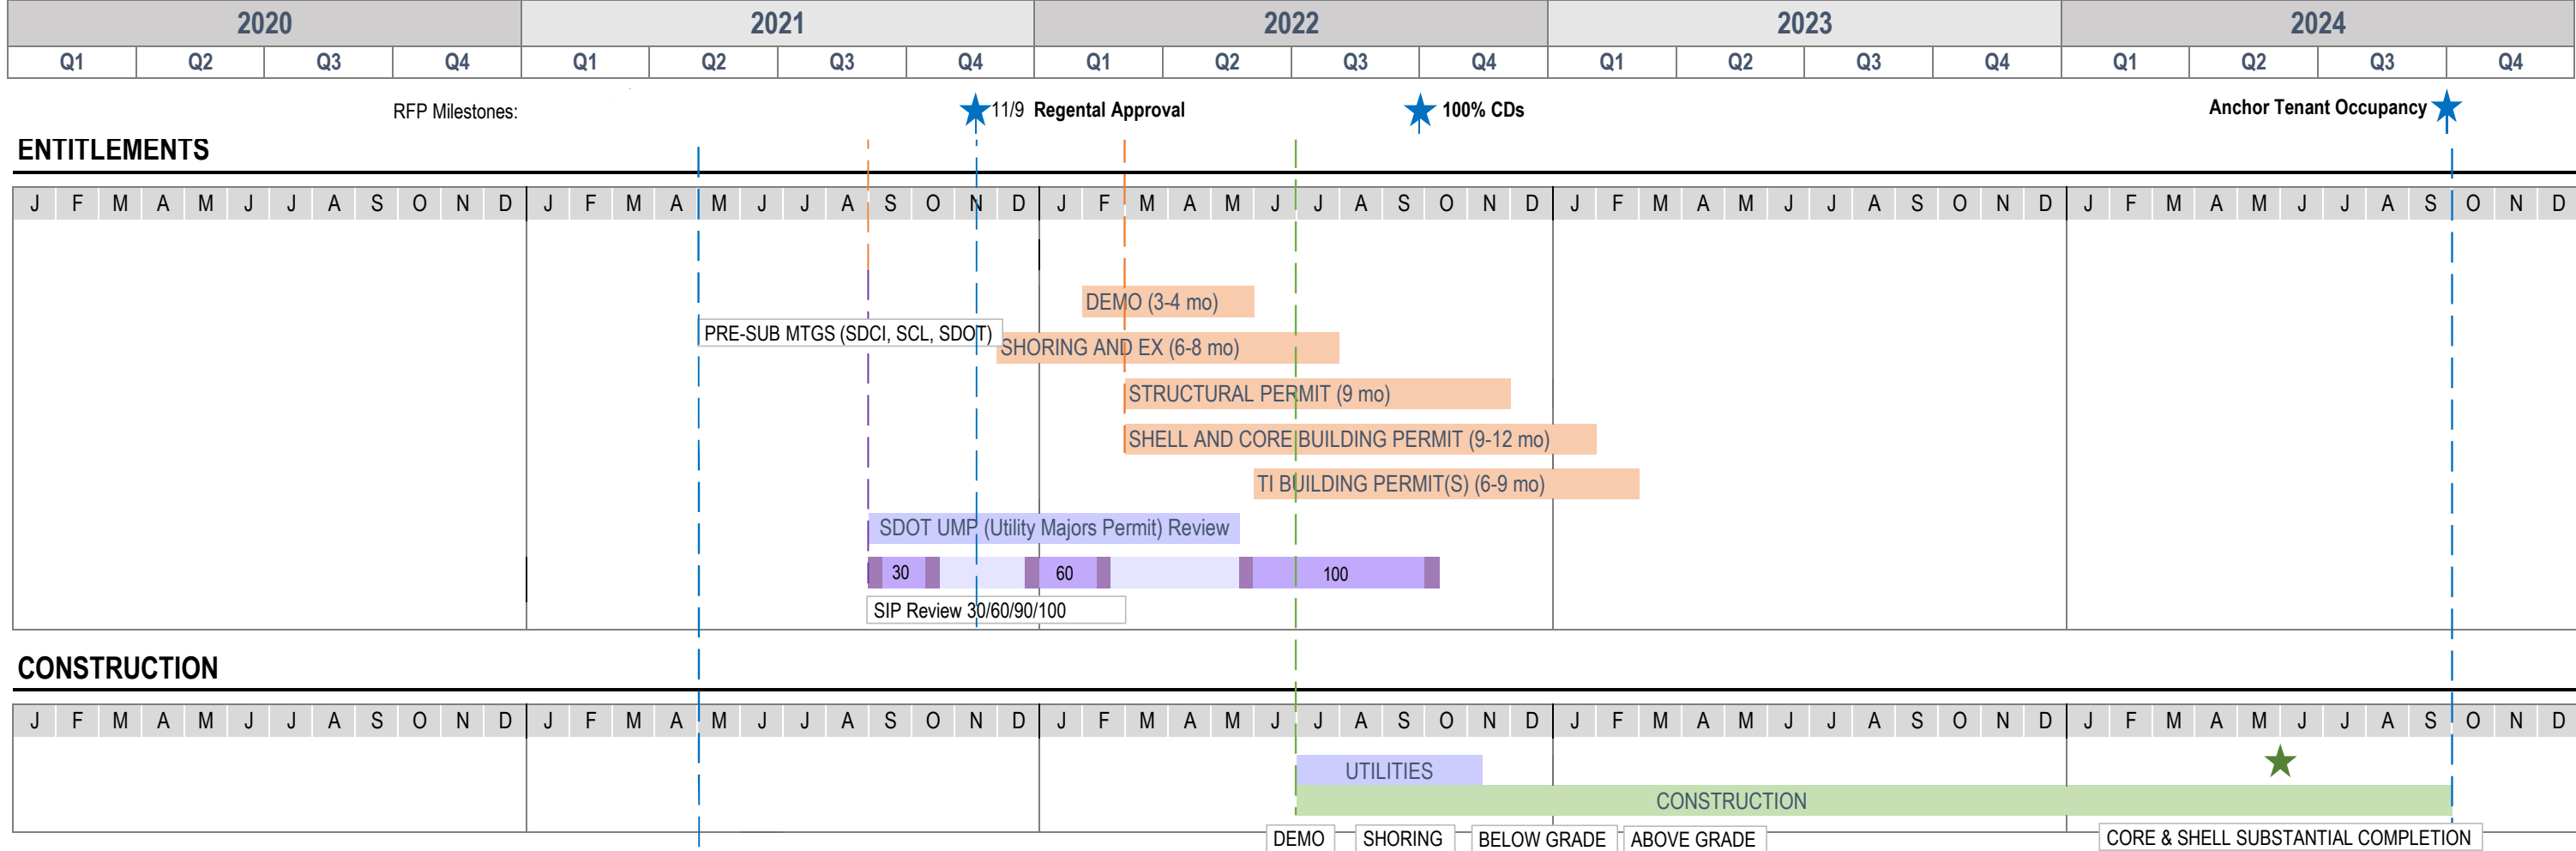 2020 2021 2022 2023 2024
Q1 Q2 Q3 Q4 Q1 Q2 Q3 Q4 Q1 Q2 Q3 Q4 Q1 Q2 Q3 Q4 Q1 Q2 Q3 Q4
RFP Milestones: 11/9 Regental Approval 100% CDs Anchor Tenant Occupancy
ENTITLEMENTS
J F M A M J J A S O N D J F M A M J J A S O N D J F M A M J J A S O N D J F M A M J J A S O N D J F M A M J J A S O N D
DEMO (3-4 mo)
PRE-SUB MTGS (SDCI, SCL, SDOT)
SHORING AND EX (6-8 mo)
STRUCTURAL PERMIT (9 mo)
SHELL AND CORE BUILDING PERMIT (9-12 mo)
TI BUILDING PERMIT(S) (6-9 mo)
SDOT UMP (Utility Majors Permit) Review
30 60 100
SIP Review 30/60/90/100
CONSTRUCTION
J F M A M J J A S O N D J F M A M J J A S O N D J F M A M J J A S O N D J F M A M J J A S O N D J F M A M J J A S O N D
UTILITIES
CONSTRUCTION
DEMO SHORING BELOW GRADE ABOVE GRADE CORE & SHELL SUBSTANTIAL COMPLETION